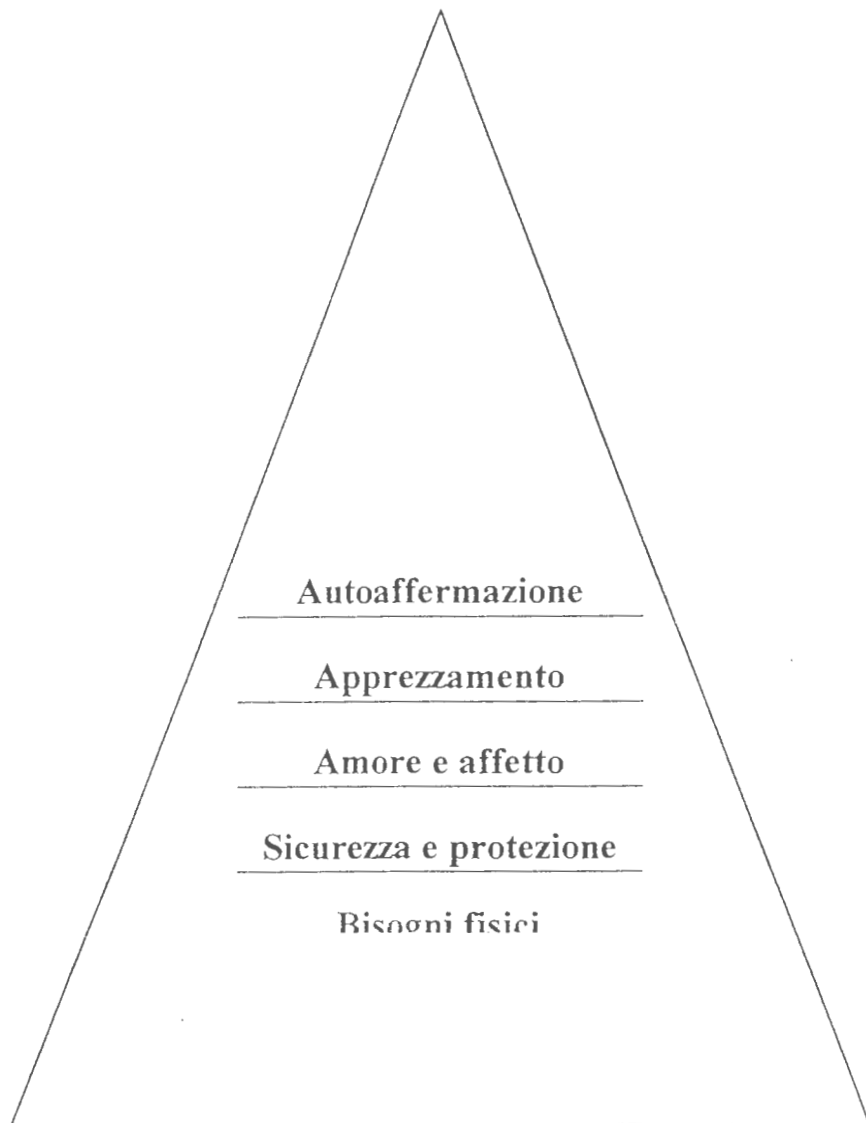 Autoaffermazione
Apprezzamento
Amore e affetto
Sicurezza e protezione
Bisogni fisici